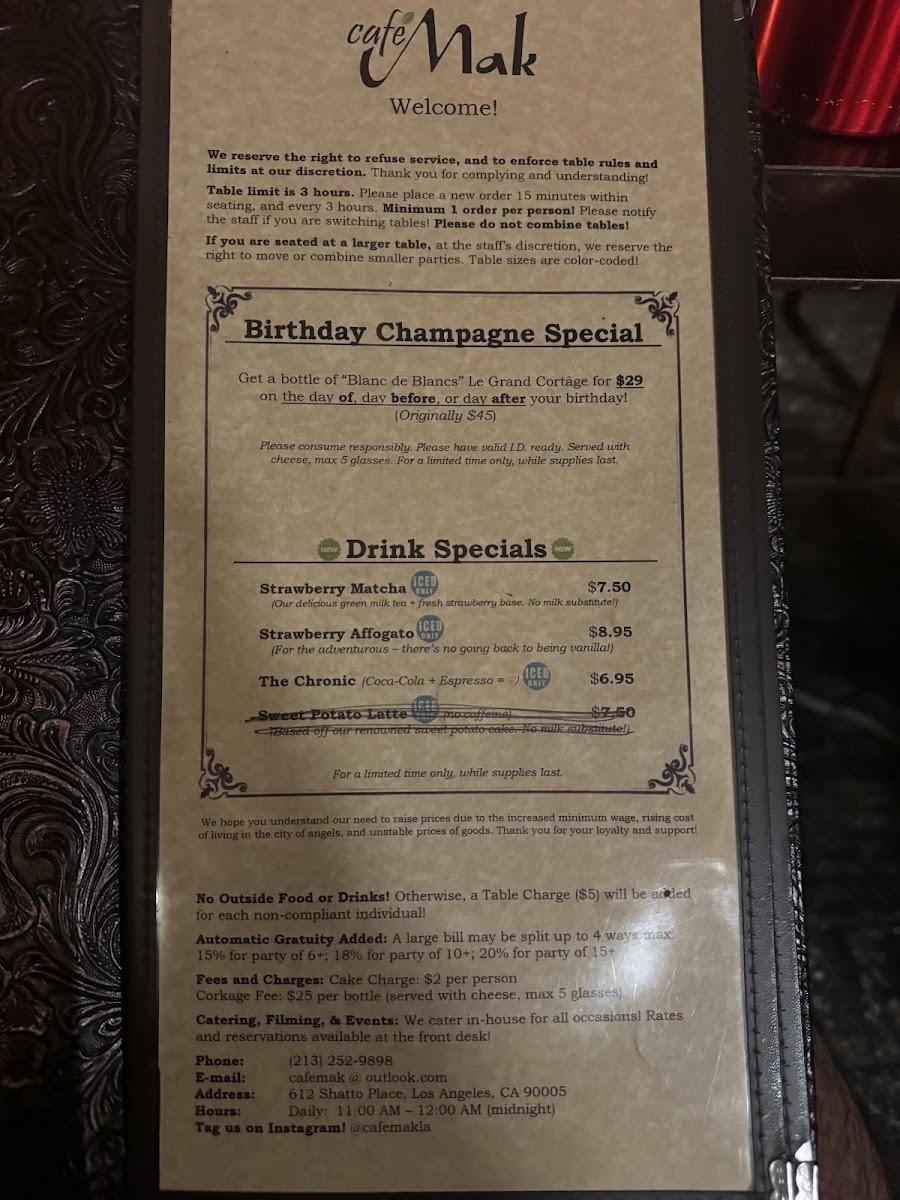 café Mak
Welcome!
We reserve the right to refuse service, and to enforce table rules and
limits at our discretion. Thank you for complying and understanding!
Table limit is 3 hours. Please place a new order 15 minutes within
seating, and every 3 hours. Minimum 1 order per person! Please notify
the staff if you are switching tables! Please do not combine tables!
If you are seated at a larger table, at the staff's discretion, we reserve the
right to move or combine smaller parties. Table sizes are color-coded!
Birthday Champagne Special
Get a bottle of “Blanc de Blancs” Le Grand Cortâge for $29
on the day of, day before, or day after your birthday!
(Originally $45)
Please consume responsibly. Please have valid I.D. ready. Served with
cheese, max 5 glasses. For a limited time only, while supplies last.
NEW Drink Specials NEW
Strawberry Matcha ICED ONLY $7.50
(Our delicious green milk tea + fresh strawberry base. No milk substitute!)
Strawberry Affogato ICED ONLY $8.95
(For the adventurous – there's no going back to being vanilla!)
The Chronic (Coca-Cola + Espresso = ♡) ICED ONLY $6.95
Sweet Potato Latte ICED ONLY (no caffeine) $7.50
(Based off our renowned sweet potato cake. No milk substitute!)
For a limited time only, while supplies last.
We hope you understand our need to raise prices due to the increased minimum wage, rising cost
of living in the city of angels, and unstable prices of goods. Thank you for your loyalty and support!
No Outside Food or Drinks! Otherwise, a Table Charge ($5) will be added
for each non-compliant individual!
Automatic Gratuity Added: A large bill may be split up to 4 ways max.
15% for party of 6+; 18% for party of 10+; 20% for party of 15+
Fees and Charges: Cake Charge: $2 per person
Corkage Fee: $25 per bottle (served with cheese, max 5 glasses)
Catering, Filming, & Events: We cater in-house for all occasions! Rates
and reservations available at the front desk!
Phone: (213) 252-9898
E-mail: cafemak @ outlook.com
Address: 612 Shatto Place, Los Angeles, CA 90005
Hours: Daily: 11:00 AM – 12:00 AM (midnight)
Tag us on Instagram! @cafemakla